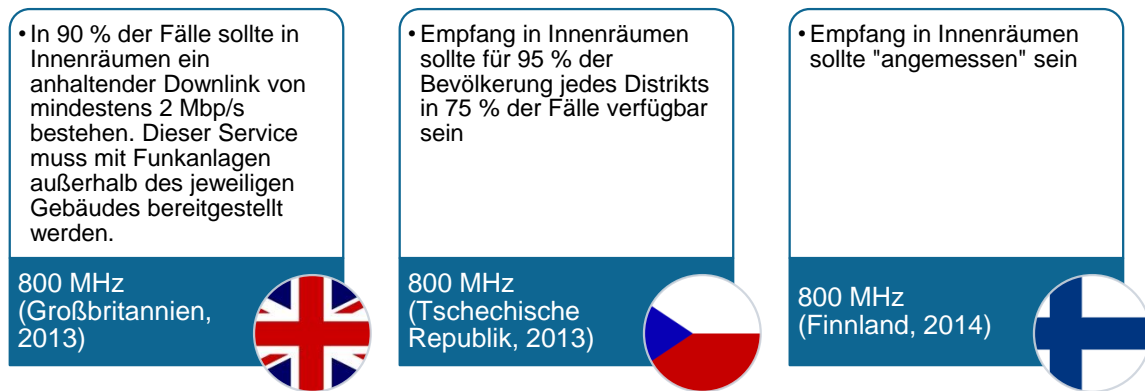 • In 90 % der Fälle sollte in
Innenräumen ein
anhaltender Downlink von
mindestens 2 Mbp/s
bestehen. Dieser Service
muss mit Funkanlagen
außerhalb des jeweiligen
Gebäudes bereitgestellt
werden.
800 MHz
(Großbritannien,
2013)
• Empfang in Innenräumen
sollte für 95 % der
Bevölkerung jedes Distrikts
in 75 % der Fälle verfügbar
sein
800 MHz
(Tschechische
Republik, 2013)
• Empfang in Innenräumen
sollte "angemessen" sein
800 MHz
(Finnland, 2014)